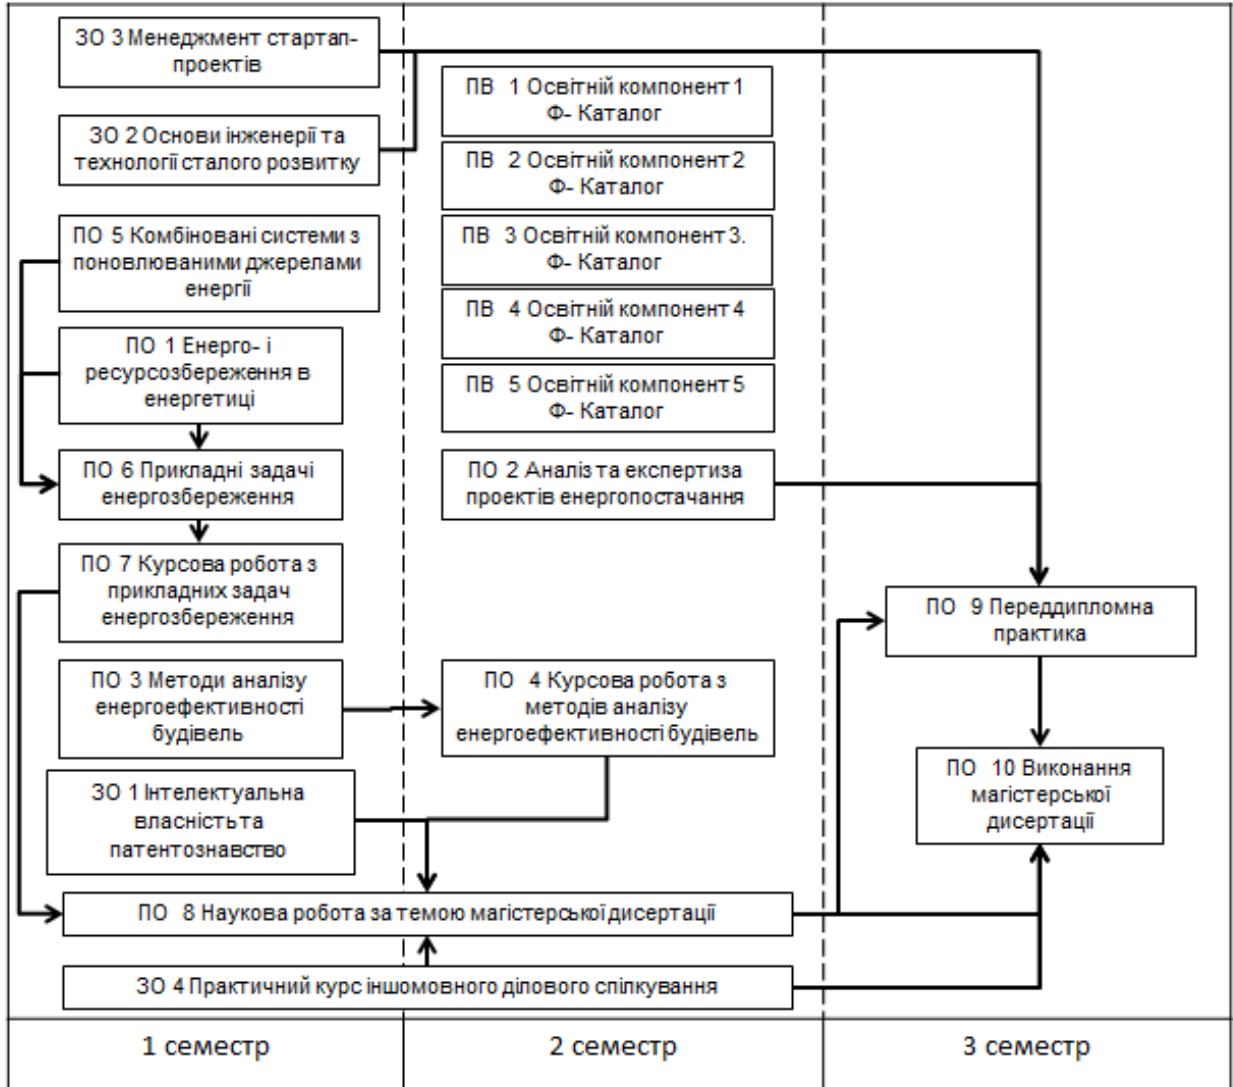 ЗО 3 Менеджмент стартап-
проектів
ЗО 2 Основи інженерії та
технології сталого розвитку
ПО 5 Комбіновані системи з
поновлюваними джерелами
енергії
ПО 1 Енерго- і
ресурсозбереження в
енергетиці
ПО 6 Прикладні задачі
енергозбереження
ПО 7 Курсова робота з
прикладних задач
енергозбереження
ПО 3 Методи аналізу
енергоефективності
будівель
ЗО 1 Інтелектуальна
власність та
патентознавство
ПВ 1 Освітній компонент 1
Ф- Каталог
ПВ 2 Освітній компонент 2
Ф- Каталог
ПВ 3 Освітній компонент 3.
Ф- Каталог
ПВ 4 Освітній компонент 4
Ф- Каталог
ПВ 5 Освітній компонент 5
Ф- Каталог
ПО 2 Аналіз та експертиза
проектів енергопостачання
ПО 4 Курсова робота з
методів аналізу
енергоефективності будівель
ПО 9 Переддипломна
практика
ПО 10 Виконання
магістерської
дисертації
ПО 8 Наукова робота за темою магістерської дисертації
ЗО 4 Практичний курс іншомовного ділового спілкування
1 семестр
2 семестр
3 семестр